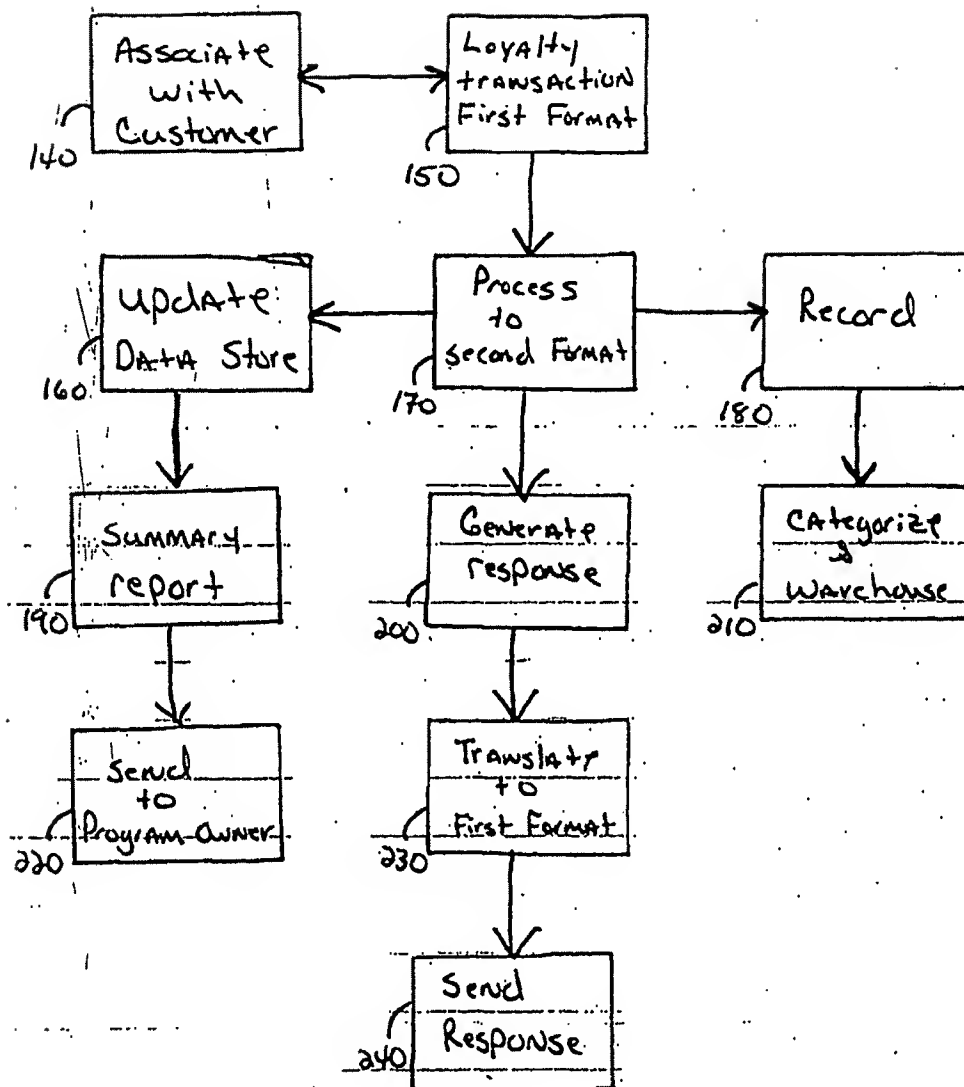 Associate
with
Customer
140
Loyalty
transaction
First Format
150
Update
Data Store
160
Process
to
second Format
170
Record
180
Summary
report
190
Generate
response
200
Categorize
&
Warehouse
210
Send
to
Program Owner
220
Translate
to
First Format
230
Send
Response
240